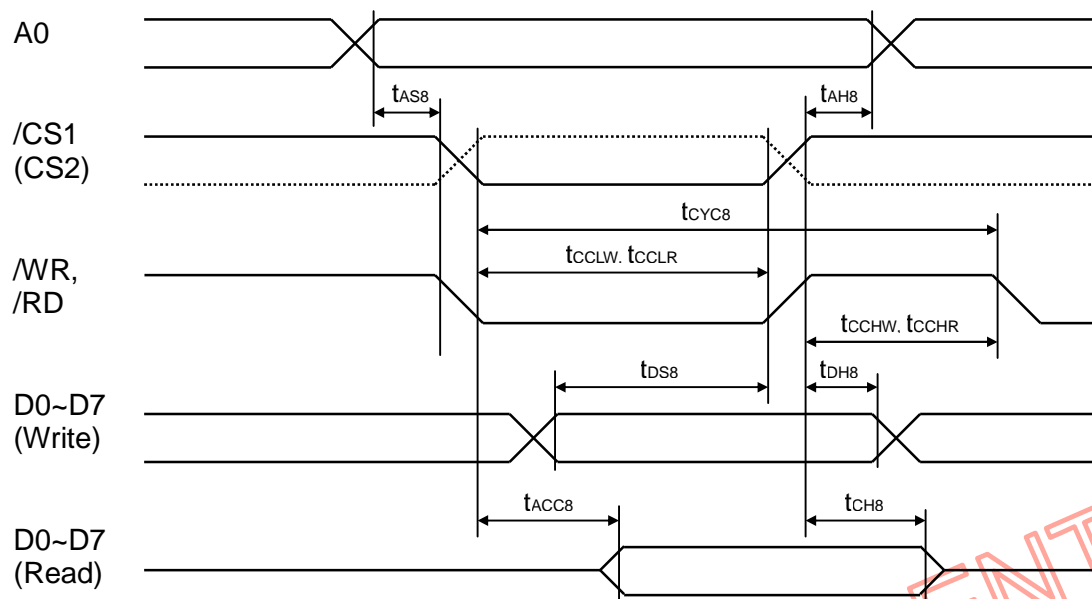 A0
tAS8
tAH8
/CS1
(CS2)
tCYC8
tCCLW. tCCLR
/WR,
/RD
tCCHW. tCCHR
tDS8
tDH8
D0~D7
(Write)
tACC8
tCH8
D0~D7
(Read)
ENT